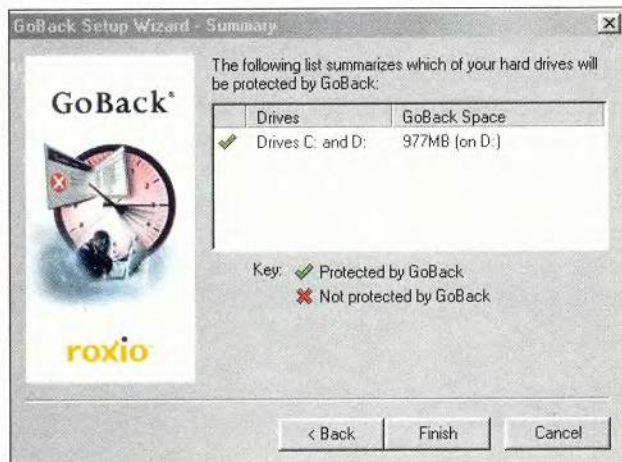 GoBack Setup Wizard - Summary
GoBack®
roxio
The following list summarizes which of your hard drives will
be protected by GoBack:
Drives GoBack Space
Drives C: and D: 977MB (on D:)
Key: Protected by GoBack
Not protected by GoBack
< Back Finish Cancel